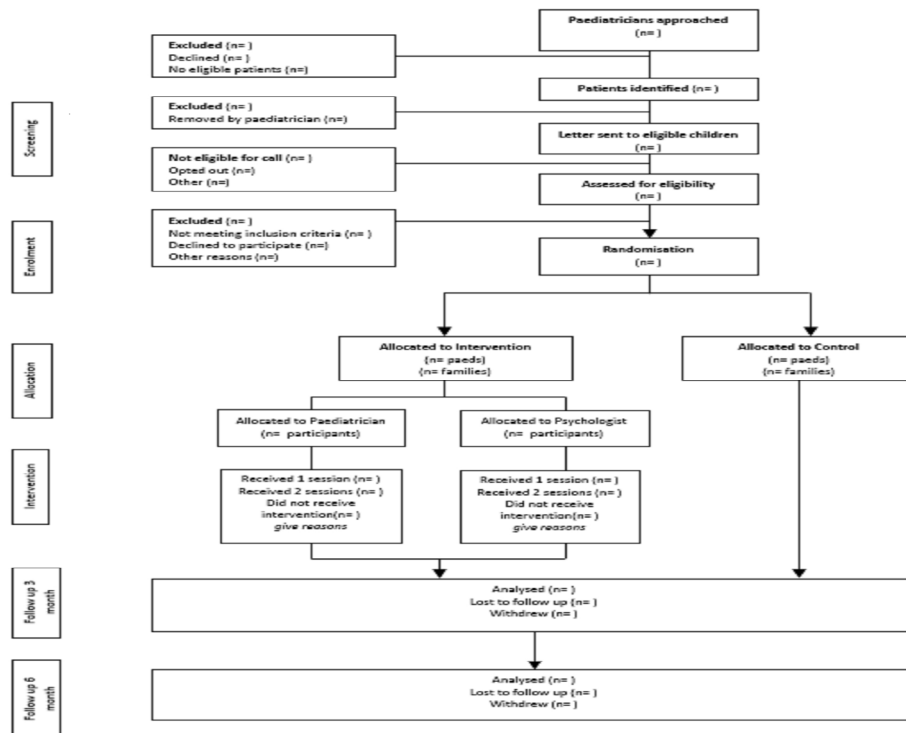 Paediatricians approached
(n= )
Excluded (n= )
Declined (n= )
No eligible patients (n=)
Patients identified (n= )
Screening
Excluded (n= )
Removed by paediatrician (n=)
Letter sent to eligible children
(n= )
Not eligible for call (n= )
Opted out (n=)
Other (n=)
Assessed for eligibility
(n= )
Enrolment
Excluded (n= )
Not meeting inclusion criteria (n= )
Declined to participate (n=)
Other reasons (n=)
Randomisation
(n= )
Allocation
Allocated to Intervention
(n= paeds)
(n= families)
Allocated to Control
(n= paeds)
(n= families)
Allocated to Paediatrician
(n= participants)
Allocated to Psychologist
(n= participants)
Intervention
Received 1 session (n= )
Received 2 sessions (n= )
Did not receive
intervention(n= )
give reasons
Received 1 session (n= )
Received 2 sessions (n= )
Did not receive
intervention(n= )
give reasons
Follow up 3
month
Analysed (n= )
Lost to follow up (n= )
Withdrew (n= )
Follow up 6
month
Analysed (n= )
Lost to follow up (n= )
Withdrew (n= )